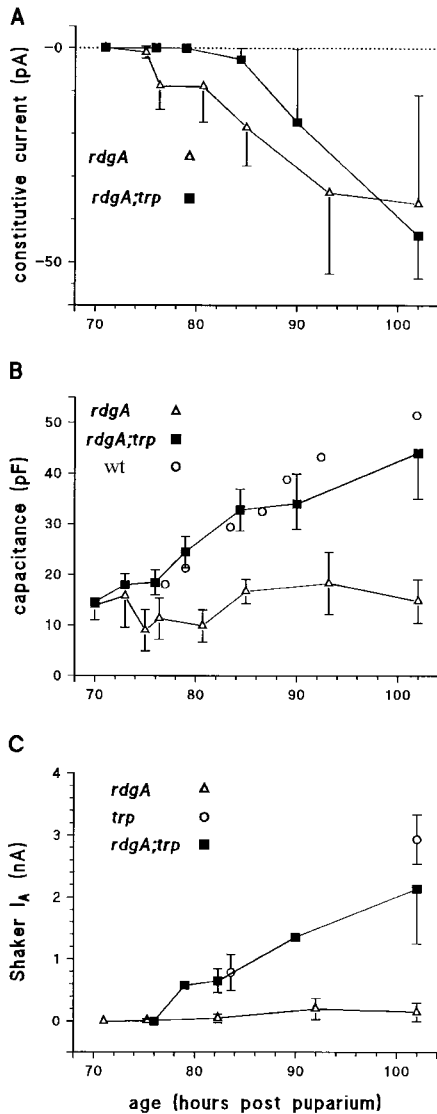 A
constitutive current (pA)
−0
−50
rdgA
rdgA;trp
70 80 90 100
B
capacitance (pF)
50
40
30
20
10
0
rdgA
rdgA;trp
wt
70 80 90 100
C
Shaker IA (nA)
4
3
2
1
0
rdgA
trp
rdgA;trp
70 80 90 100
age (hours post puparium)